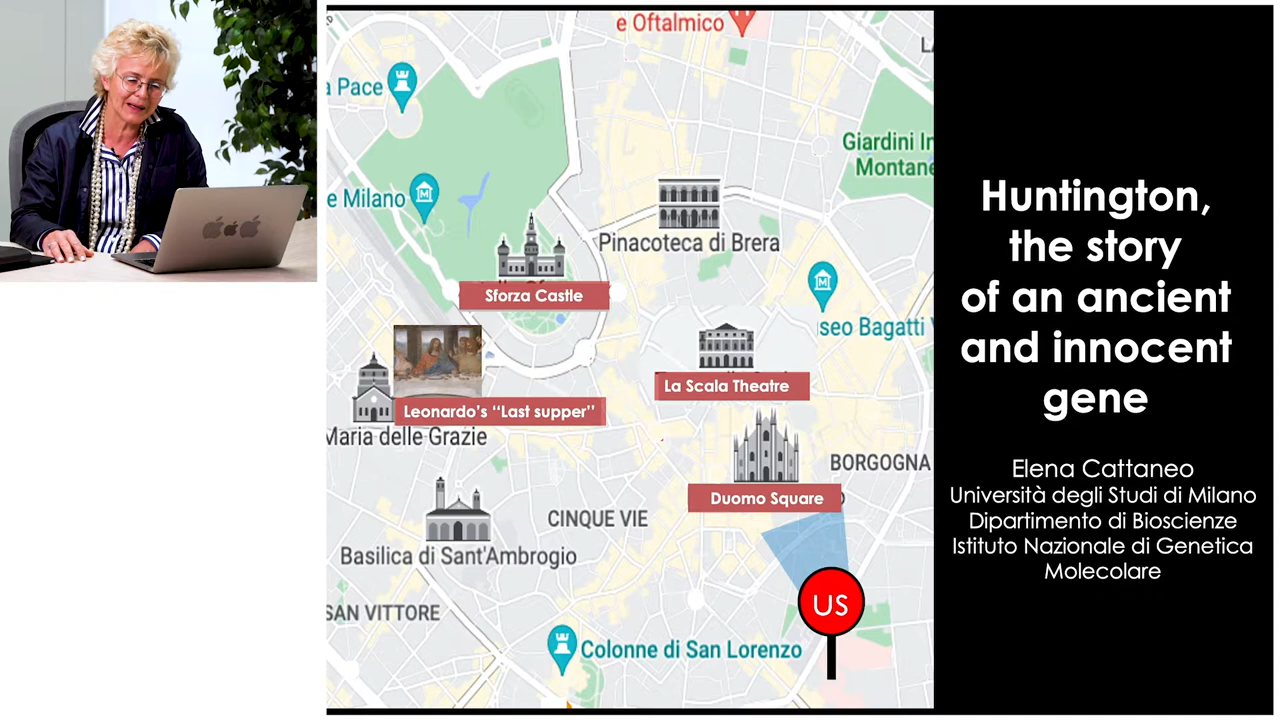 e Oftalmico
a Pace
Giardini In
Montane
e Milano
Pinacoteca di Brera
Sforza Castle
seo Bagatti V
La Scala Theatre
Leonardo's “Last supper”
Maria delle Grazie
BORGOGNA
Duomo Square
CINQUE VIE
Basilica di Sant'Ambrogio
US
SAN VITTORE
Colonne di San Lorenzo
Huntington,
the story
of an ancient
and innocent
gene
Elena Cattaneo
Università degli Studi di Milano
Dipartimento di Bioscienze
Istituto Nazionale di Genetica
Molecolare